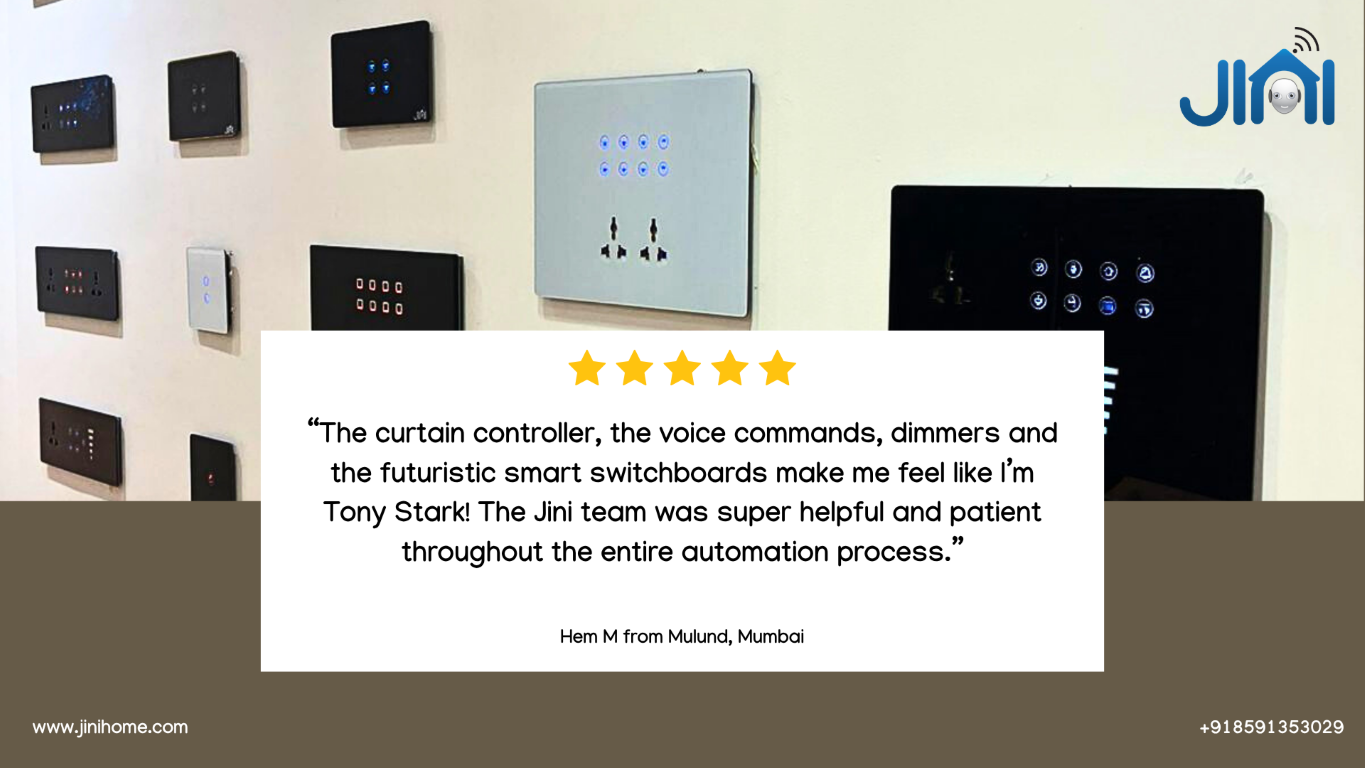 JINI
JINI
JINI
“The curtain controller, the voice commands, dimmers and
the futuristic smart switchboards make me feel like I’m
Tony Stark! The Jini team was super helpful and patient
throughout the entire automation process.”
Hem M from Mulund, Mumbai
www.jinihome.com
+918591353029